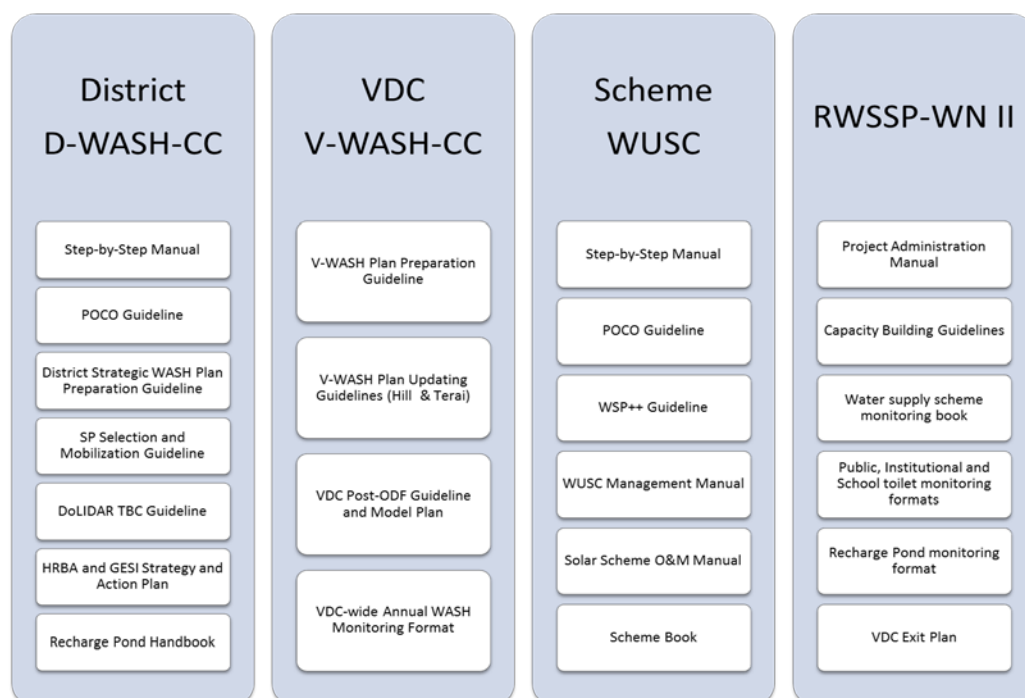 District
D-WASH-CC
Step-by-Step Manual
POCO Guideline
District Strategic WASH Plan
Preparation Guideline
SP Selection and
Mobilization Guideline
DoLIDAR TBC Guideline
HRBA and GESI Strategy and
Action Plan
Recharge Pond Handbook
VDC
V-WASH-CC
V-WASH Plan Preparation
Guideline
V-WASH Plan Updating
Guidelines (Hill & Terai)
VDC Post-ODF Guideline
and Model Plan
VDC-wide Annual WASH
Monitoring Format
Scheme
WUSC
Step-by-Step Manual
POCO Guideline
WSP++ Guideline
WUSC Management Manual
Solar Scheme O&M Manual
Scheme Book
RWSSP-WN II
Project Administration
Manual
Capacity Building Guidelines
Water supply scheme
monitoring book
Public, Institutional and
School toilet monitoring
formats
Recharge Pond monitoring
format
VDC Exit Plan